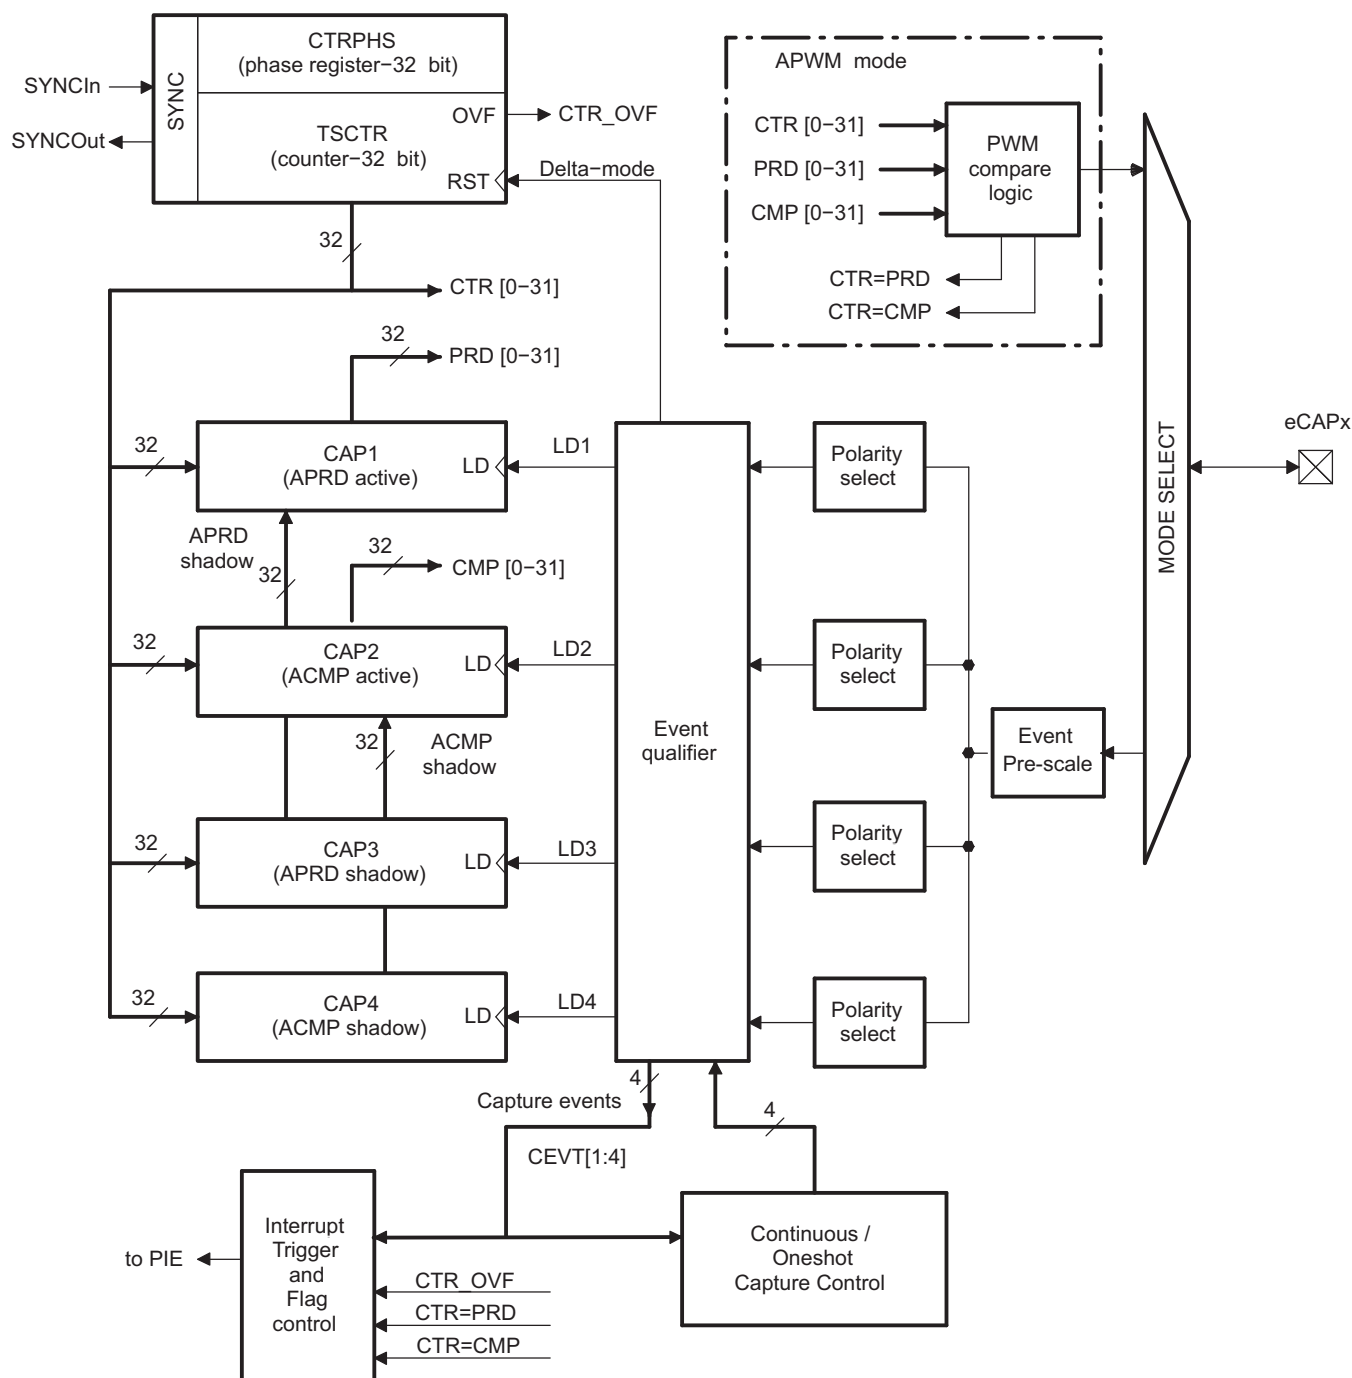 CTRPHS
(phase register−32 bit)
SYNC
SYNCIn
SYNCOut
TSCTR
(counter−32 bit)
OVF
CTR_OVF
RST
Delta−mode
32
CTR [0−31]
32
PRD [0−31]
APWM mode
CTR [0−31]
PRD [0−31]
CMP [0−31]
PWM
compare
logic
CTR=PRD
CTR=CMP
MODE SELECT
eCAPx
32
CAP1
(APRD active)
LD
LD1
Polarity
select
APRD
shadow
32
32
CMP [0−31]
32
CAP2
(ACMP active)
LD
LD2
Polarity
select
32
ACMP
shadow
Event
qualifier
Event
Pre-scale
32
CAP3
(APRD shadow)
LD
LD3
Polarity
select
32
CAP4
(ACMP shadow)
LD
LD4
Polarity
select
4
Capture events
CEVT[1:4]
4
Interrupt
Trigger
and
Flag
control
to PIE
CTR_OVF
CTR=PRD
CTR=CMP
Continuous /
Oneshot
Capture Control